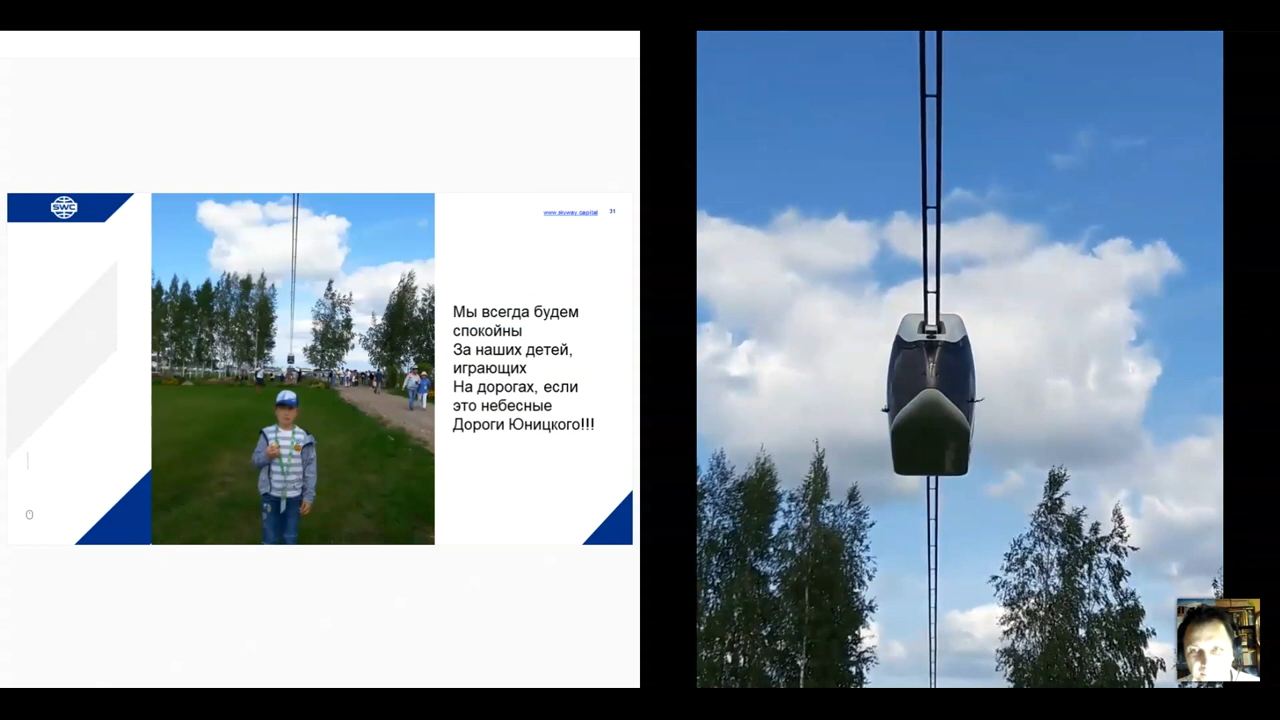 SWC
www.skyway.capital
31
Мы всегда будем
спокойны
За наших детей,
играющих
На дорогах, если
это небесные
Дороги Юницкого!!!